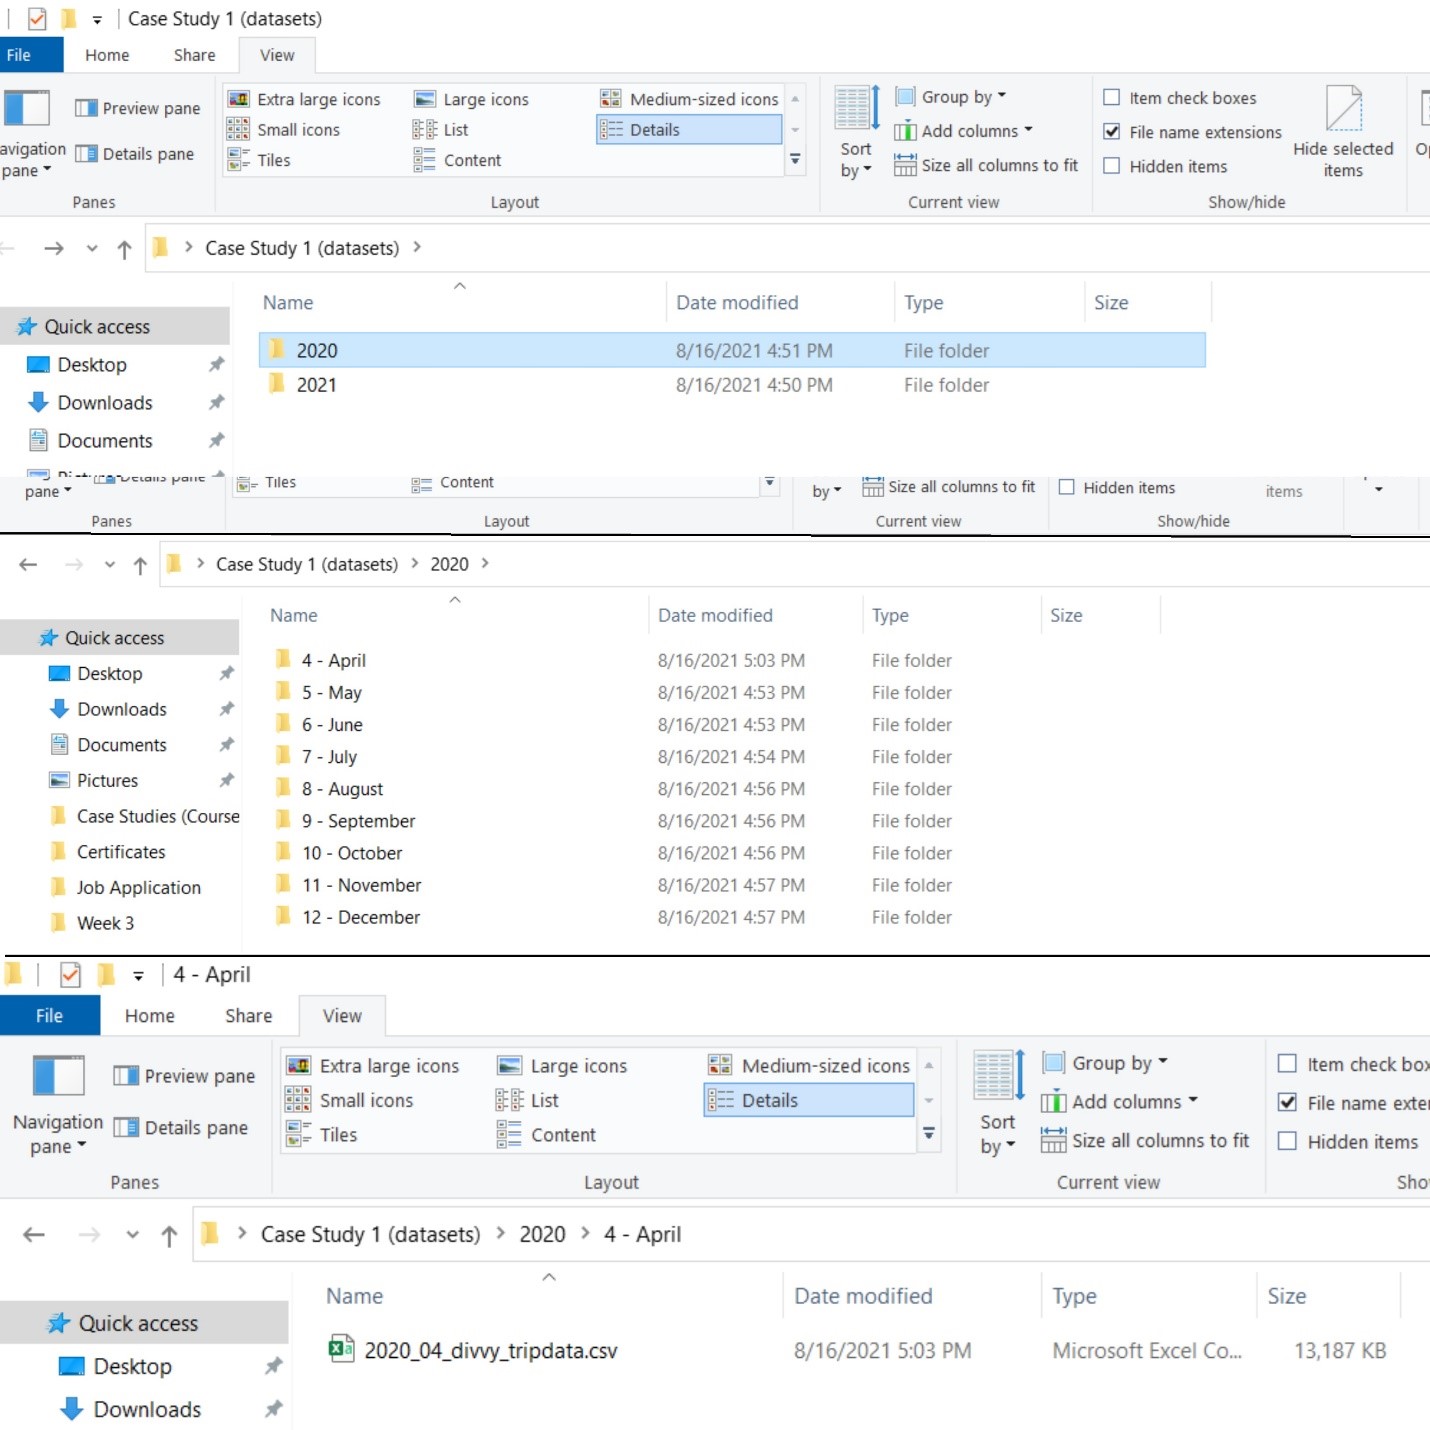 Case Study 1 (datasets)
File Home Share View
Preview pane Extra large icons Large icons Medium-sized icons Group by Item check boxes
Small icons List Details Add columns File name extensions
Details pane Tiles Content Sort by Size all columns to fit Hidden items Hide selected items
pane
Panes Layout Current view Show/hide
Case Study 1 (datasets)
Name Date modified Type Size
Quick access
2020 8/16/2021 4:51 PM File folder
Desktop
2021 8/16/2021 4:50 PM File folder
Downloads
Documents
Tiles Content
pane by Size all columns to fit Hidden items items
Panes Layout Current view Show/hide
Case Study 1 (datasets) 2020
Name Date modified Type Size
Quick access
4 - April 8/16/2021 5:03 PM File folder
Desktop
5 - May 8/16/2021 4:53 PM File folder
Downloads
6 - June 8/16/2021 4:53 PM File folder
Documents
7 - July 8/16/2021 4:54 PM File folder
Pictures
8 - August 8/16/2021 4:56 PM File folder
Case Studies (Course
9 - September 8/16/2021 4:56 PM File folder
Certificates
10 - October 8/16/2021 4:56 PM File folder
Job Application
11 - November 8/16/2021 4:57 PM File folder
Week 3
12 - December 8/16/2021 4:57 PM File folder
4 - April
File Home Share View
Preview pane Extra large icons Large icons Medium-sized icons Group by Item check
Small icons List Details Add columns File name
Navigation pane Details pane Tiles Content Sort by Size all columns to fit Hidden items
Panes Layout Current view
Case Study 1 (datasets) 2020 4 - April
Name Date modified Type Size
Quick access
2020_04_divvy_tripdata.csv 8/16/2021 5:03 PM Microsoft Excel Co... 13,187 KB
Desktop
Downloads